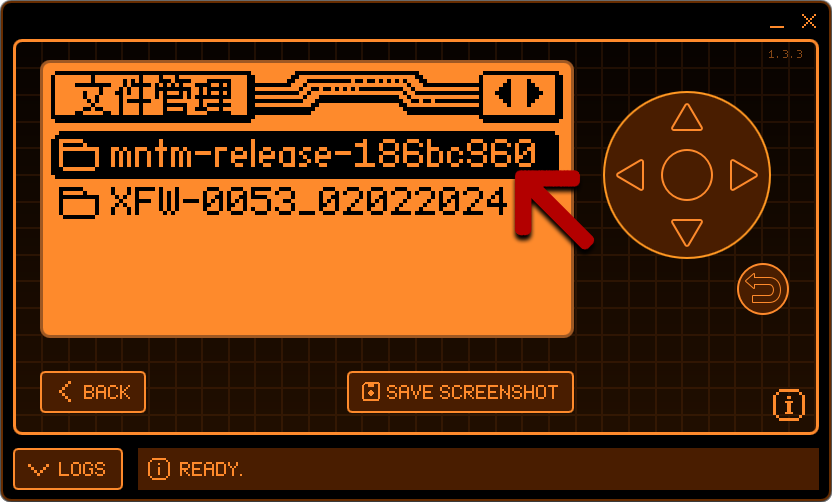 1.3.3
文件管理
mntm-release-186bc960
XFW-0053_02022024
BACK
SAVE SCREENSHOT
LOGS
READY.